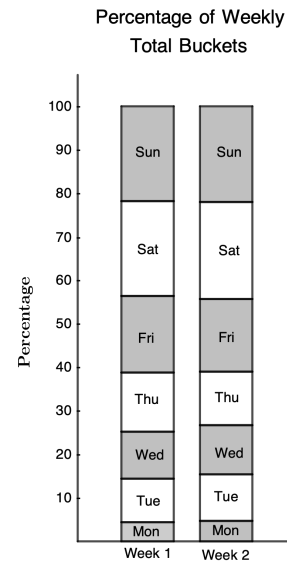 Percentage of Weekly
Total Buckets
100
90
80
70
60
50
40
30
20
10
Percentage
Sun
Sat
Fri
Thu
Wed
Tue
Mon
Sun
Sat
Fri
Thu
Wed
Tue
Mon
Week 1
Week 2